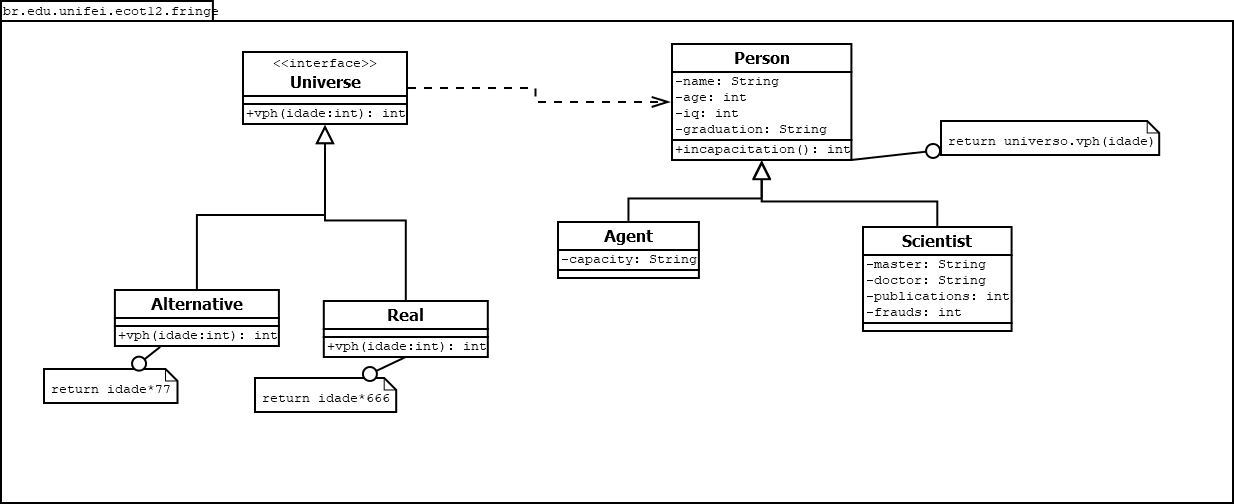 br.edu.unifei.ecot12.fringe
<<interface>>
Universe
+vph(idade:int): int
Person
-name: String
-age: int
-iq: int
-graduation: String
+incapacitation(): int
return universo.vph(idade)
Agent
-capacity: String
Scientist
-master: String
-doctor: String
-publications: int
-frauds: int
Alternative
+vph(idade:int): int
return idade*77
Real
+vph(idade:int): int
return idade*666